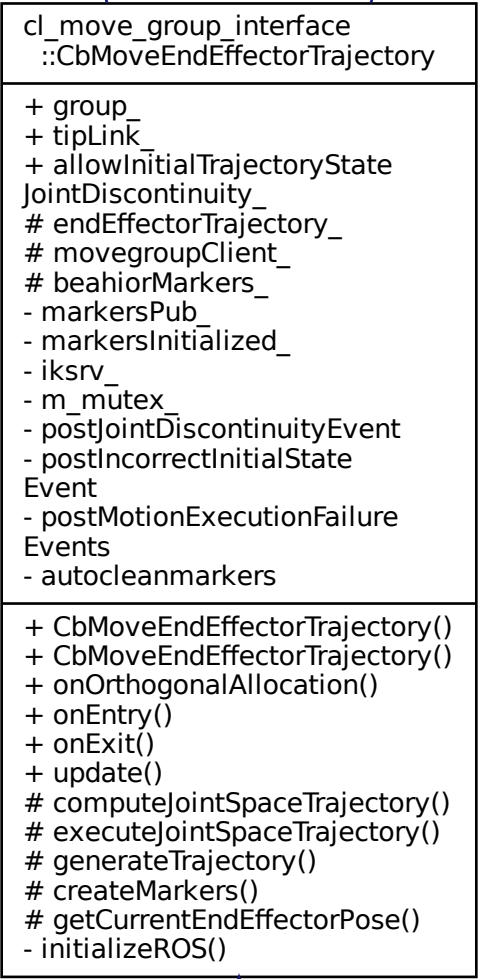 cl_move_group_interface
::CbMoveEndEffectorTrajectory
+ group_
+ tipLink_
+ allowInitialTrajectoryState
JointDiscontinuity_
# endEffectorTrajectory_
# movegroupClient_
# beahiorMarkers_
- markersPub_
- markersInitialized_
- iksrv_
- m_mutex_
- postJointDiscontinuityEvent
- postIncorrectInitialState
Event
- postMotionExecutionFailure
Events
- autocleanmarkers
+ CbMoveEndEffectorTrajectory()
+ CbMoveEndEffectorTrajectory()
+ onOrthogonalAllocation()
+ onEntry()
+ onExit()
+ update()
# computeJointSpaceTrajectory()
# executeJointSpaceTrajectory()
# generateTrajectory()
# createMarkers()
# getCurrentEndEffectorPose()
- initializeROS()